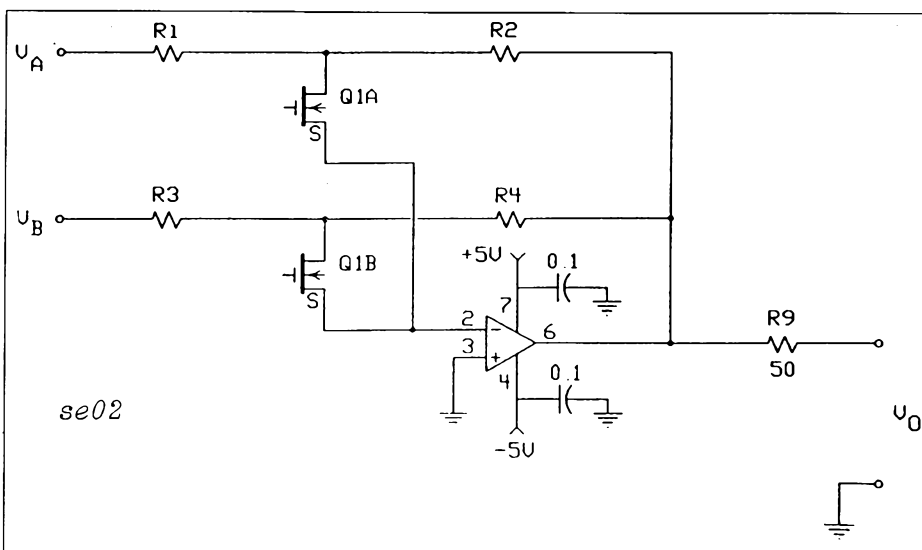 R1
R2
V_A
Q1A
S
R3
R4
V_B
Q1B
S
+5V
0.1
7
2
-
6
3
+
R9
50
4
0.1
-5V
se02
V_O